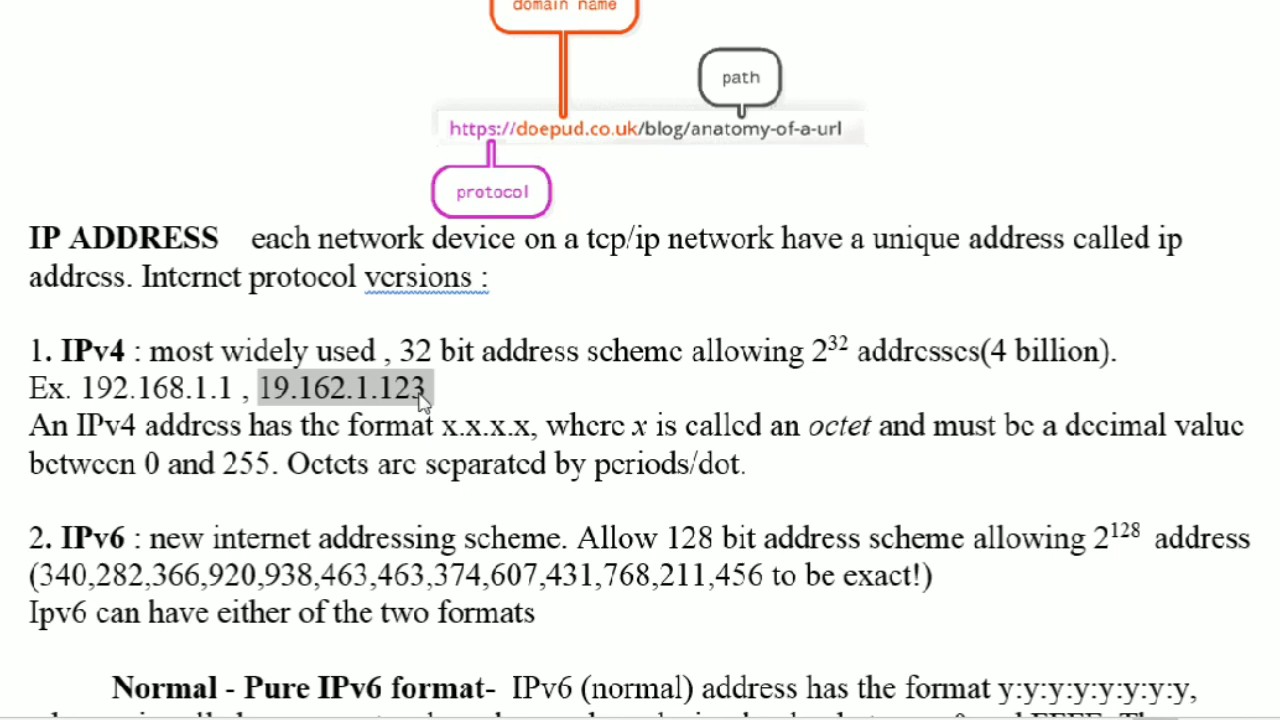 domain name
path
https://doepud.co.uk/blog/anatomy-of-a-url
protocol
IP ADDRESS each network device on a tcp/ip network have a unique address called ip
address. Internet protocol versions :
1. IPv4 : most widely used , 32 bit address scheme allowing 2³² addresses(4 billion).
Ex. 192.168.1.1 , 19.162.1.123
An IPv4 address has the format x.x.x.x, where x is called an octet and must be a decimal value
between 0 and 255. Octets are separated by periods/dot.
2. IPv6 : new internet addressing scheme. Allow 128 bit address scheme allowing 2¹²⁸ address
(340,282,366,920,938,463,463,374,607,431,768,211,456 to be exact!)
Ipv6 can have either of the two formats
Normal - Pure IPv6 format- IPv6 (normal) address has the format y:y:y:y:y:y:y:y,